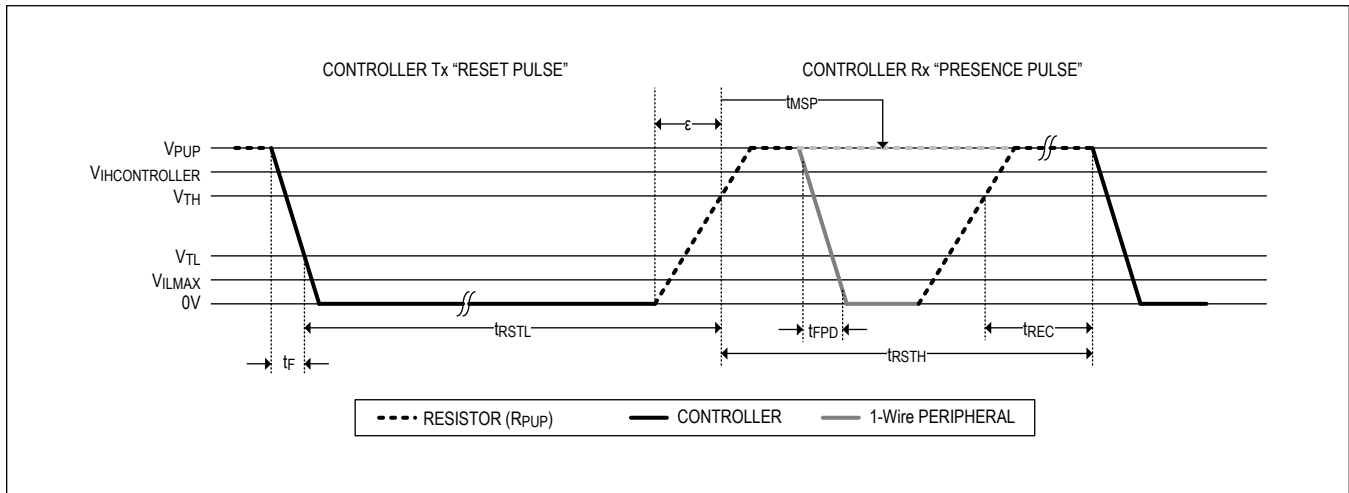 CONTROLLER Tx “RESET PULSE”
CONTROLLER Rx “PRESENCE PULSE”
tMSP
ε
VPUP
VIHCONTROLLER
VTH
VTL
VILMAX
0V
tRSTL
tFPD
tREC
tF
tRSTH
RESISTOR (RPUP)
CONTROLLER
1-Wire PERIPHERAL